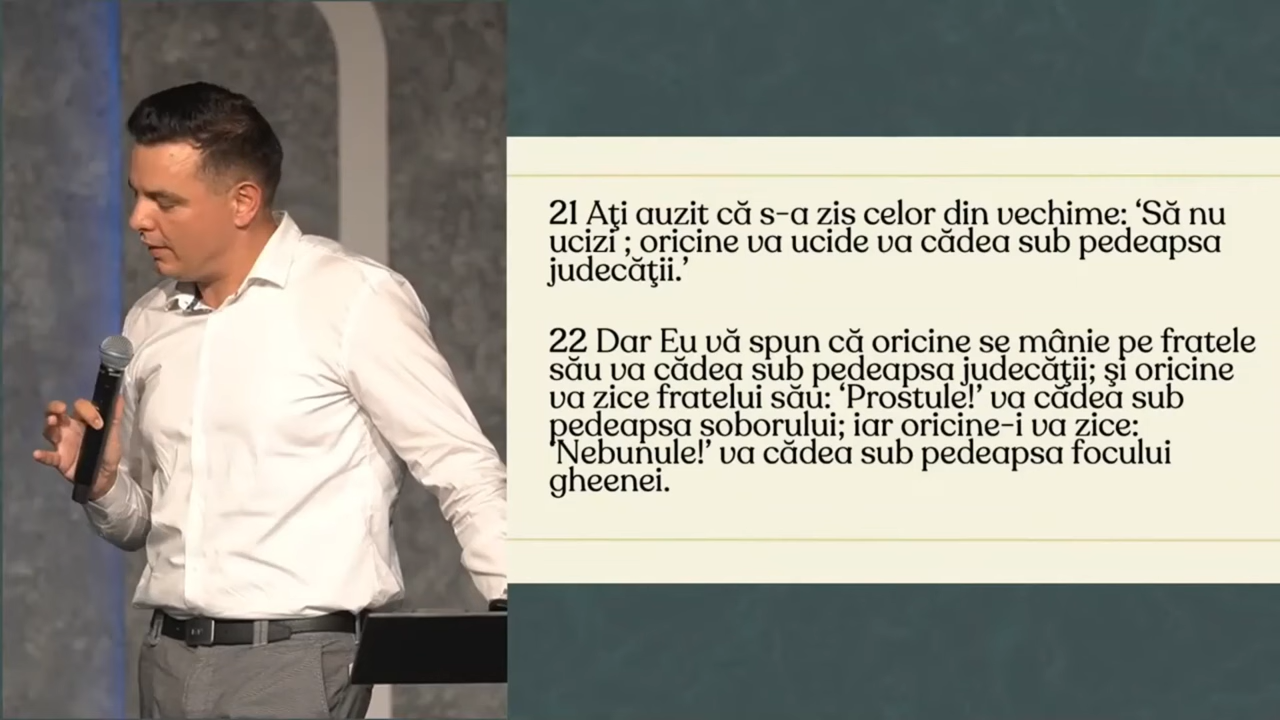 21 Aţi auzit că s-a zis celor din vechime: ‘Să nu
ucizi ; oricine va ucide va cădea sub pedeapsa
judecăţii.’
22 Dar Eu vă spun că oricine se mânie pe fratele
său va cădea sub pedeapsa judecăţii; şi oricine
va zice fratelui său: ‘Prostule!’ va cădea sub
pedeapsa soborului; iar oricine-i va zice:
‘Nebunule!’ va cădea sub pedeapsa focului
gheenei.